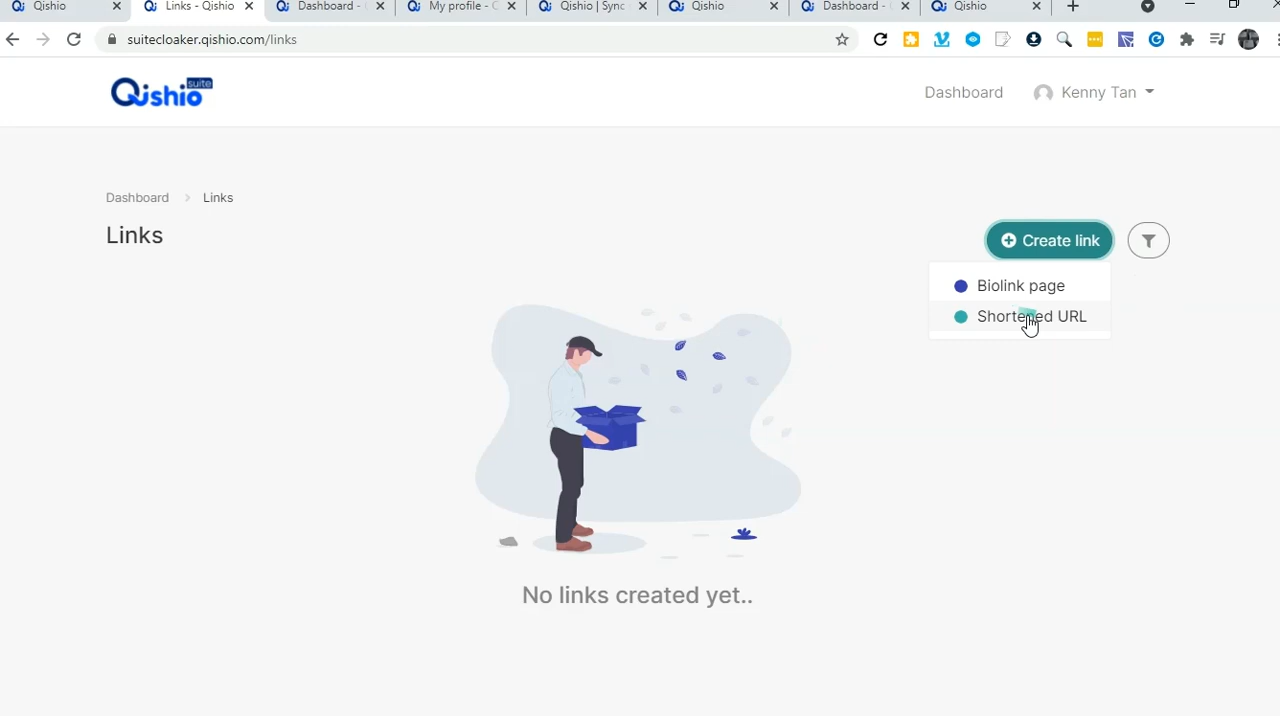 Qishio
Links - Qishio
Dashboard -
My profile - C
Qishio | Sync
Qishio
Dashboard -
Qishio
suitecloaker.qishio.com/links
Qishio suite
Dashboard
Kenny Tan
Dashboard > Links
Links
Create link
Biolink page
Shortened URL
No links created yet..